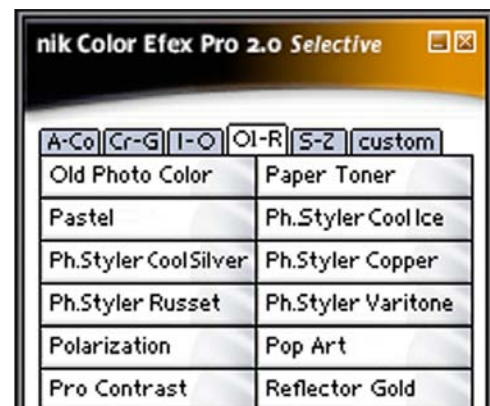 nik Color Efex Pro 2.0 Selective
A-Co Cr-G I-O Ol-R S-Z custom
Old Photo Color Paper Toner
Pastel Ph.Styler Cool Ice
Ph.Styler Cool Silver Ph.Styler Copper
Ph.Styler Russet Ph.Styler Varitone
Polarization Pop Art
Pro Contrast Reflector Gold